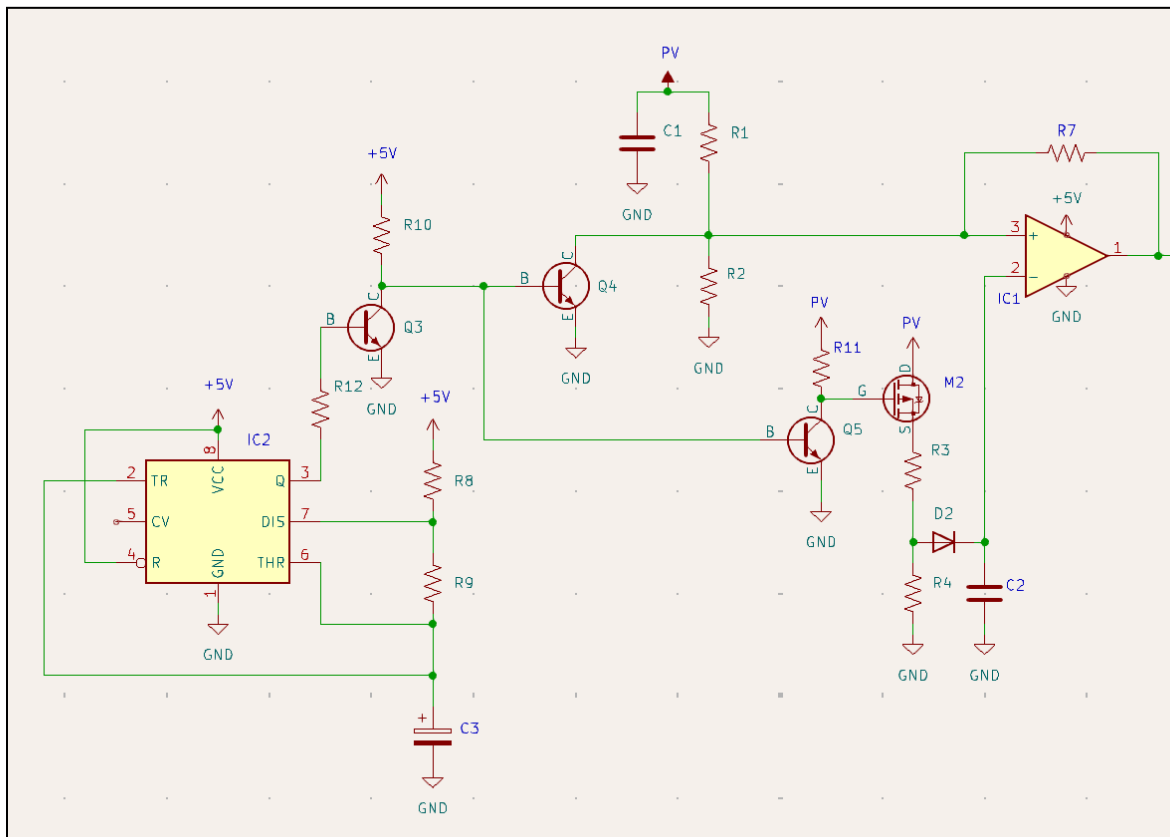 PV
C1
R1
GND
R7
+5V
R10
+5V
3
+
1
2
−
IC1
GND
B
C
E
Q4
GND
R2
GND
B
C
E
Q3
GND
PV
R11
PV
D
M2
G
S
+5V
R12
+5V
IC2
8
VCC
2
TR
Q
3
5
CV
DIS
7
4
R
THR
6
GND
1
GND
R8
R9
B
C
E
Q5
GND
R3
D2
R4
C2
GND
GND
+
C3
GND